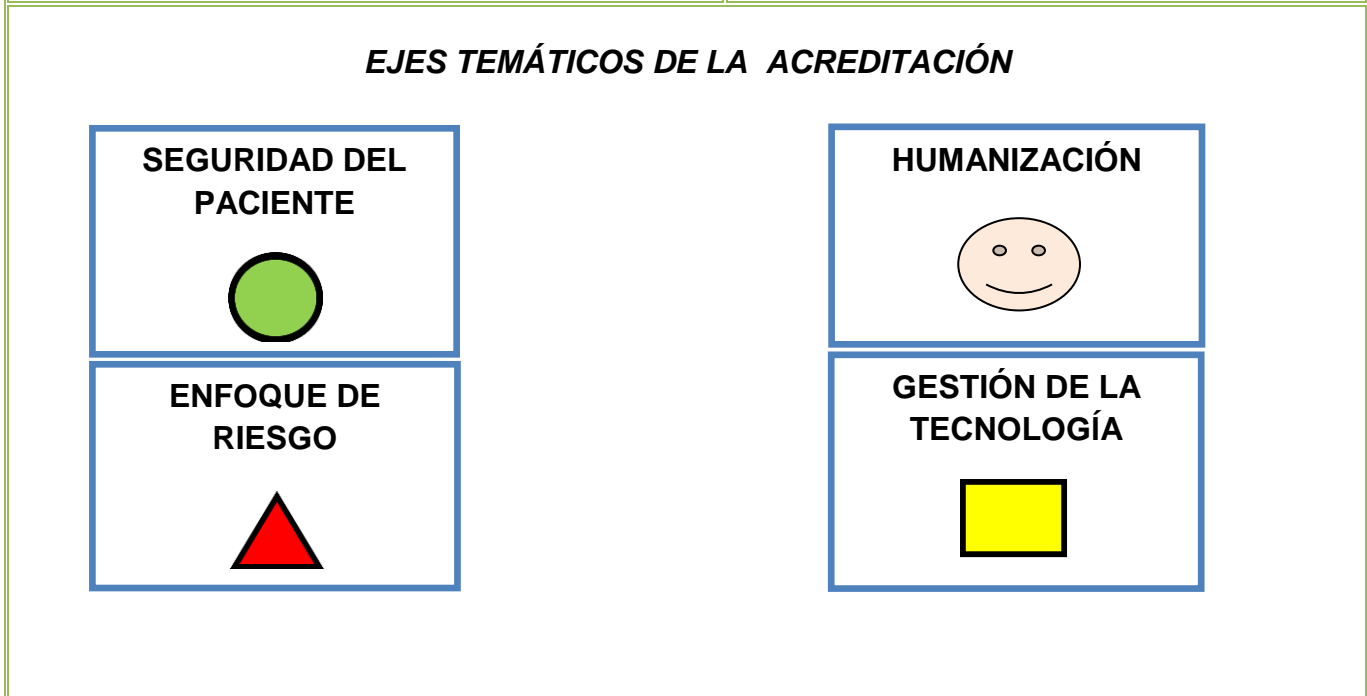 EJES TEMÁTICOS DE LA  ACREDITACIÓN
SEGURIDAD DEL
PACIENTE
HUMANIZACIÓN
ENFOQUE DE
RIESGO
GESTIÓN DE LA
TECNOLOGÍA